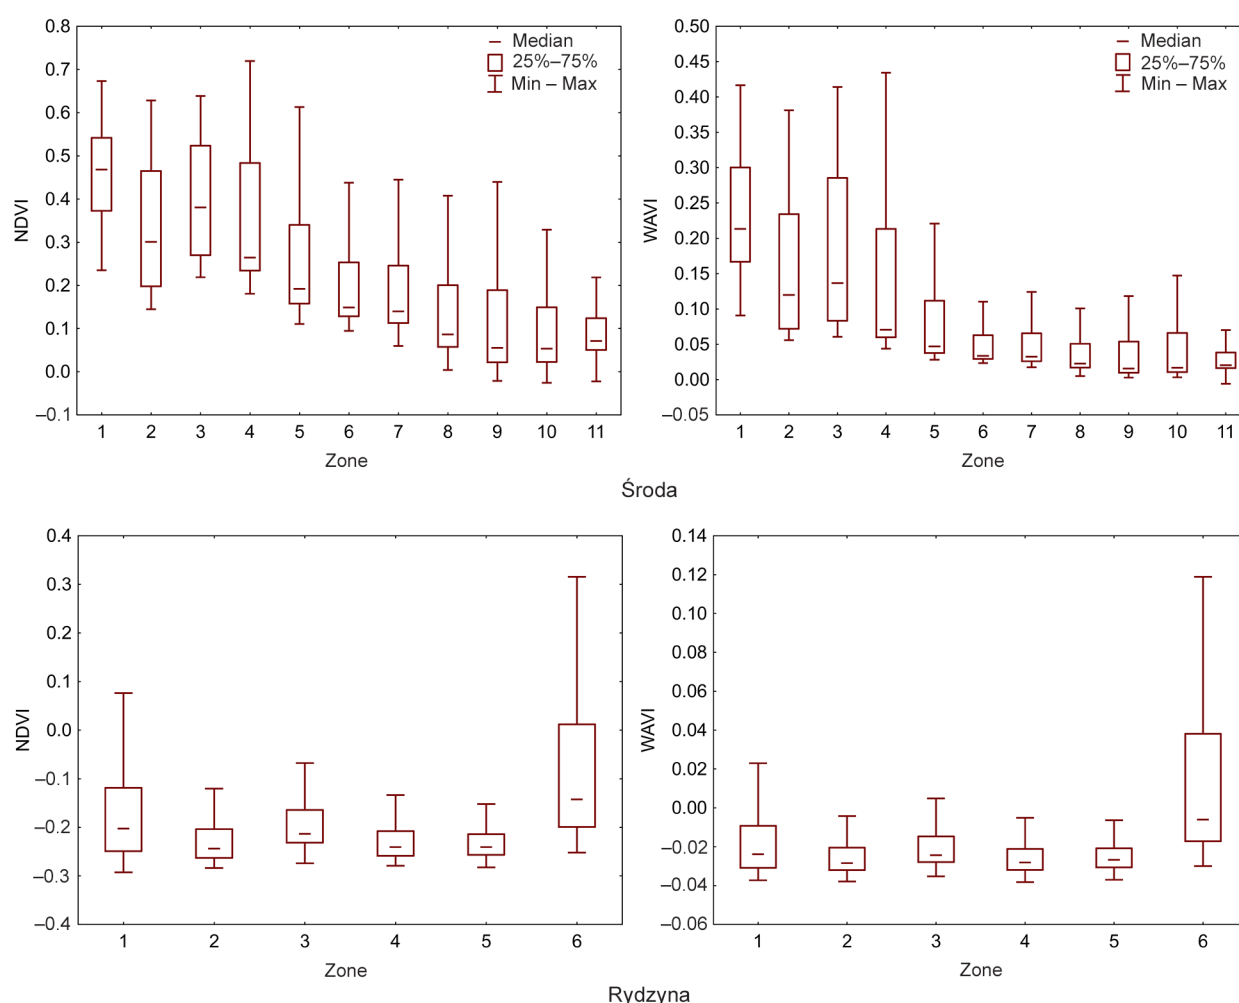 0.8
0.7
0.6
0.5
0.4
0.3
0.2
0.1
0.0
–0.1
NDVI
Median
25%–75%
Min – Max
1 2 3 4 5 6 7 8 9 10 11
Zone
0.50
0.45
0.40
0.35
0.30
0.25
0.20
0.15
0.10
0.05
0.00
–0.05
WAVI
Median
25%–75%
Min – Max
1 2 3 4 5 6 7 8 9 10 11
Zone
Środa
0.4
0.3
0.2
0.1
0.0
–0.1
–0.2
–0.3
–0.4
NDVI
1 2 3 4 5 6
Zone
0.14
0.12
0.10
0.08
0.06
0.04
0.02
0.00
–0.02
–0.04
–0.06
WAVI
1 2 3 4 5 6
Zone
Rydzyna